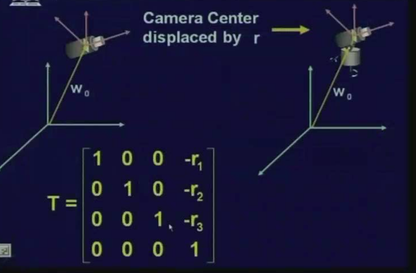 Camera Center
displaced by r
w₀
w₀
T =
1 0 0 -r₁
0 1 0 -r₂
0 0 1 -r₃
0 0 0 1